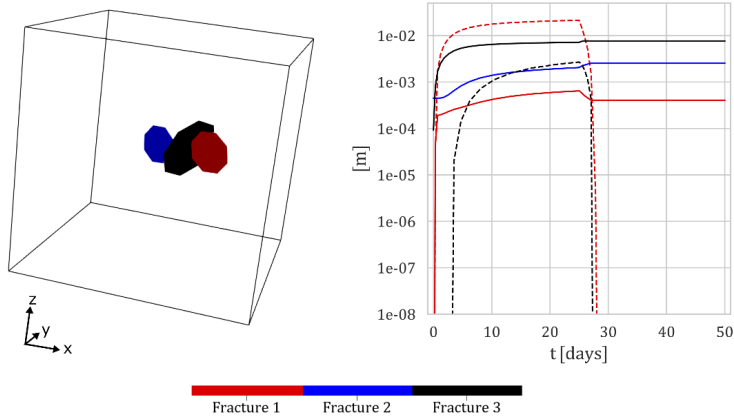 z
y
x
[m]
1e-02
1e-03
1e-04
1e-05
1e-06
1e-07
1e-08
0 10 20 30 40 50
t [days]
Fracture 1 Fracture 2 Fracture 3